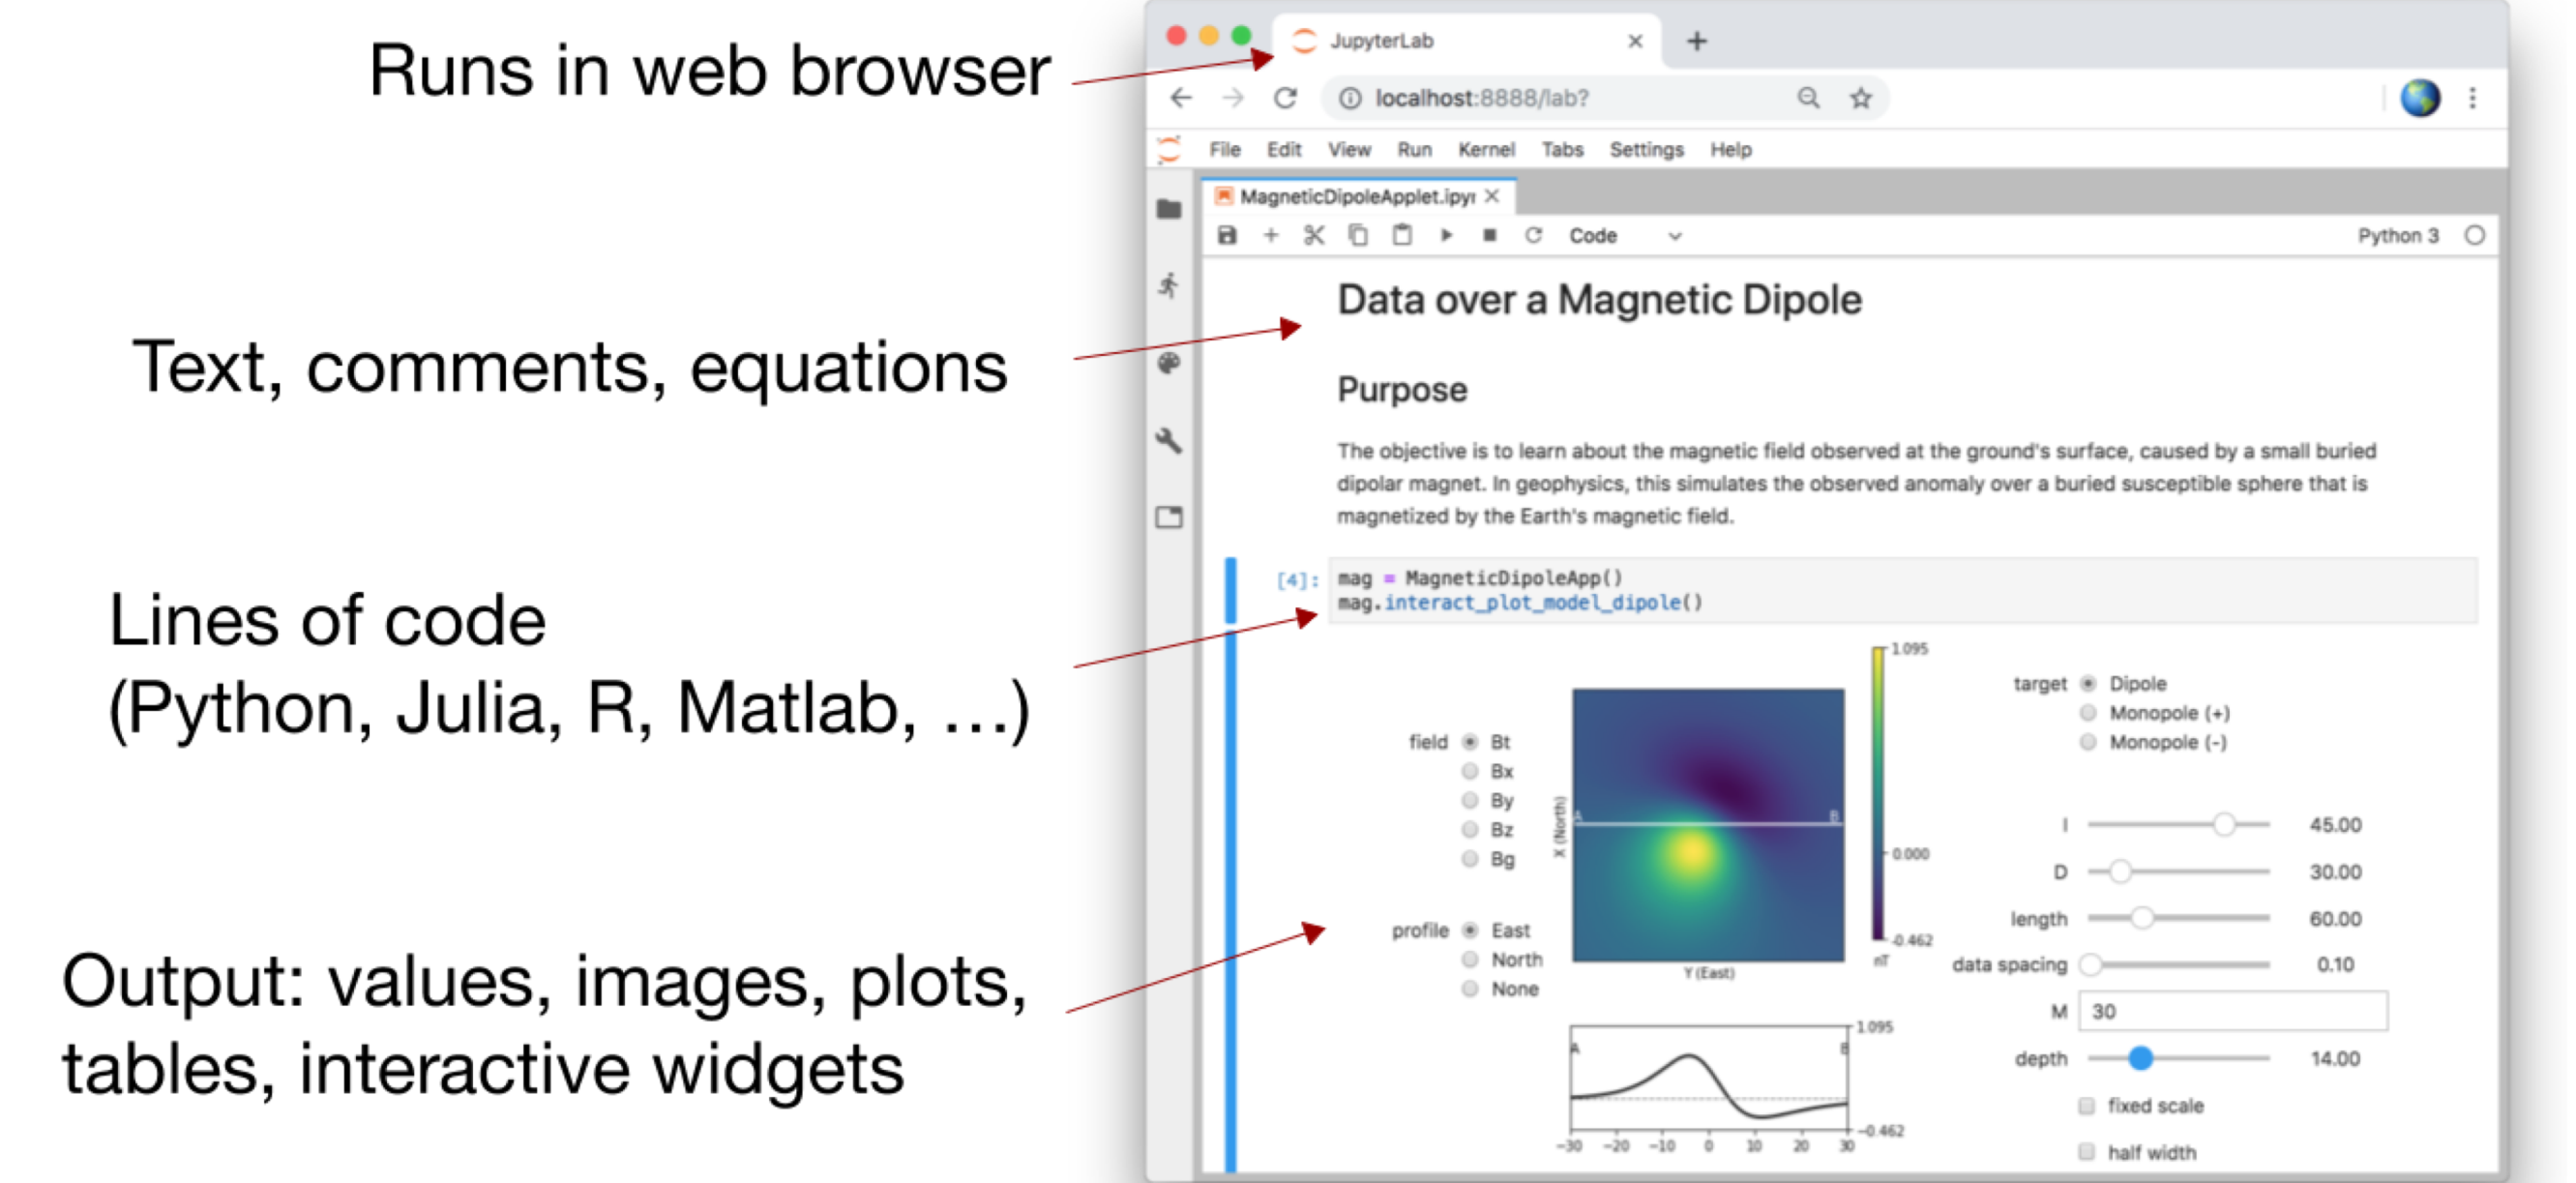 Runs in web browser
Text, comments, equations
Lines of code
(Python, Julia, R, Matlab, …)
Output: values, images, plots,
tables, interactive widgets
JupyterLab
localhost:8888/lab?
File Edit View Run Kernel Tabs Settings Help
MagneticDipoleApplet.ipyr
Code
Python 3
Data over a Magnetic Dipole
Purpose
The objective is to learn about the magnetic field observed at the ground's surface, caused by a small buried
dipolar magnet. In geophysics, this simulates the observed anomaly over a buried susceptible sphere that is
magnetized by the Earth's magnetic field.
[4]: mag = MagneticDipoleApp()
mag.interact_plot_model_dipole()
field Bt
Bx
By
Bz
Bg
profile East
North
None
X (North)
A B
Y (East)
1.095
0.000
-0.462
nT
A B
1.095
-0.462
-30 -20 -10 0 10 20 30
target Dipole
Monopole (+)
Monopole (-)
I 45.00
D 30.00
length 60.00
data spacing 0.10
M 30
depth 14.00
fixed scale
half width